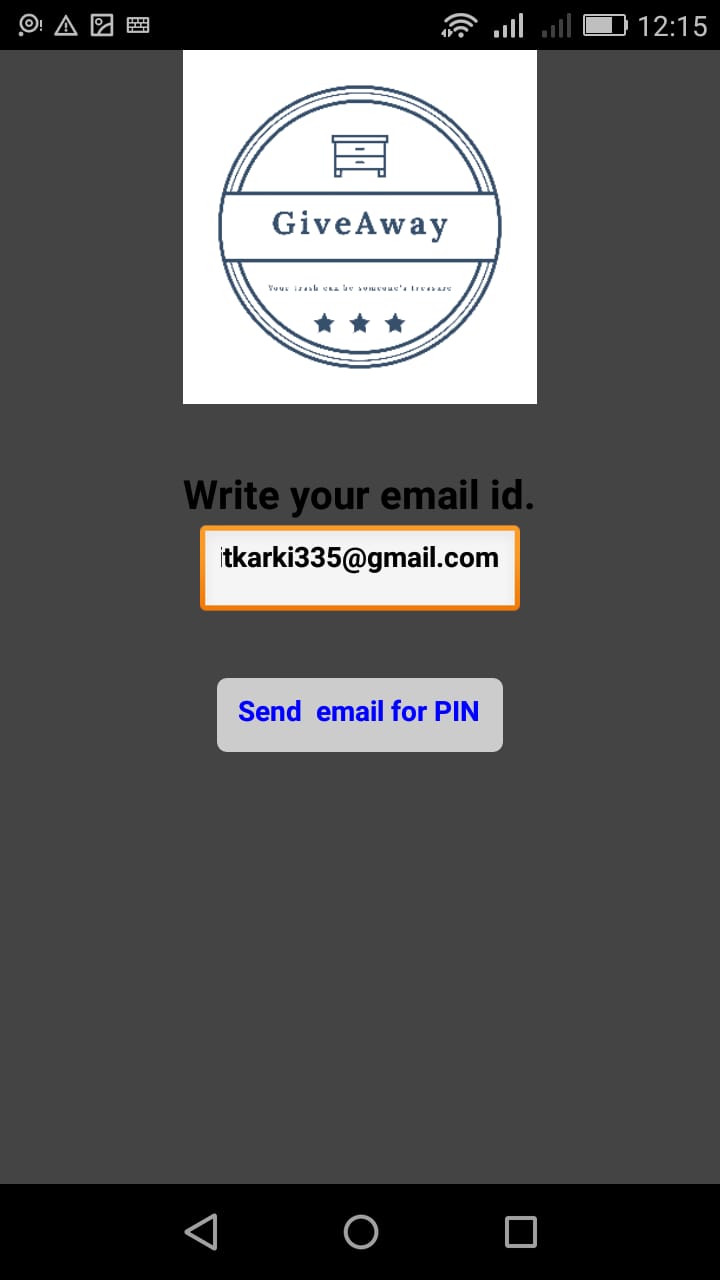 12:15
GiveAway
Your trash can be someone's treasure
Write your email id.
itkarki335@gmail.com
Send  email for PIN